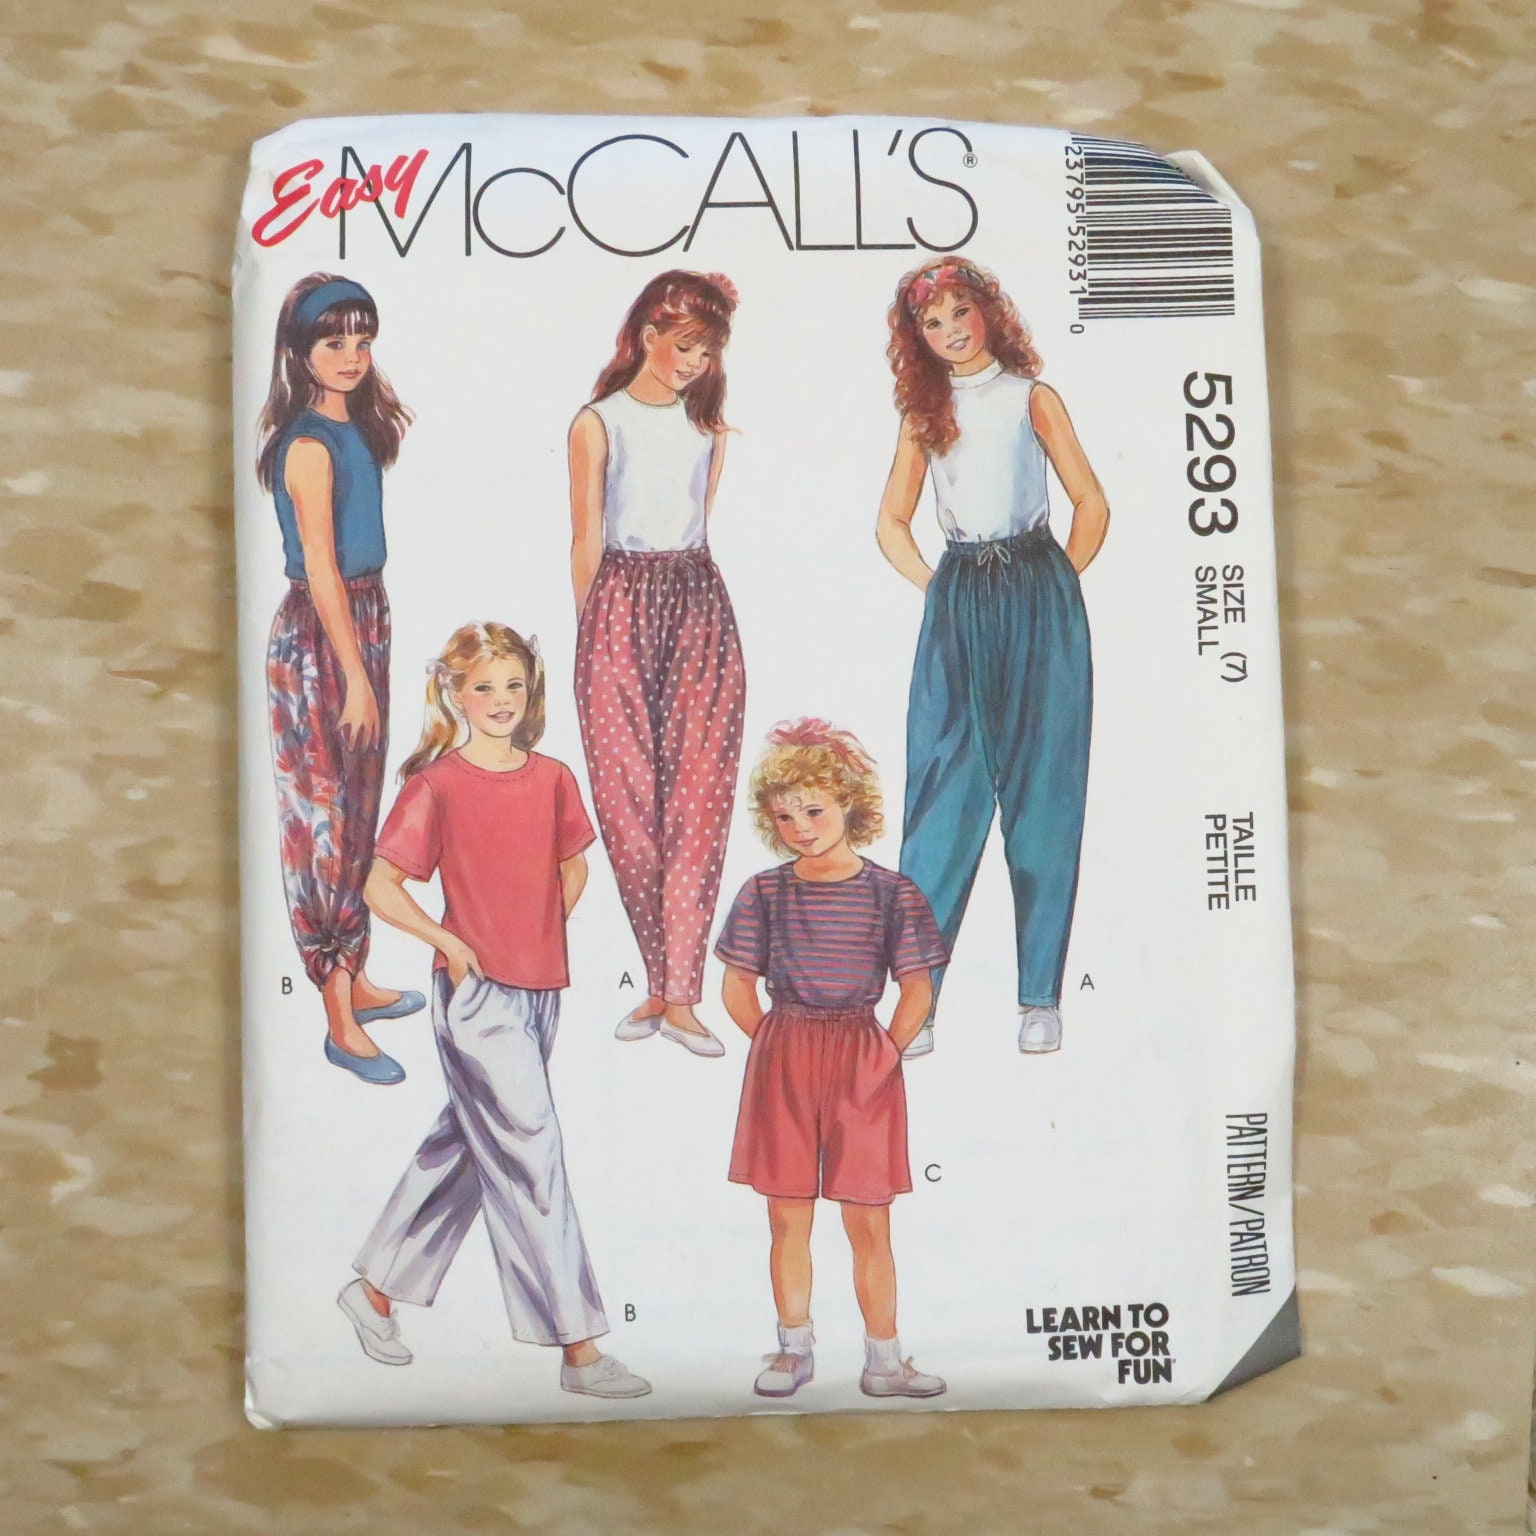 Easy McCALL'S®
23795 52931 0
5293
SIZE (7)
SMALL
TAILLE
PETITE
PATTERN/PATRON
B
A
A
B
C
LEARN TO
SEW FOR
FUN